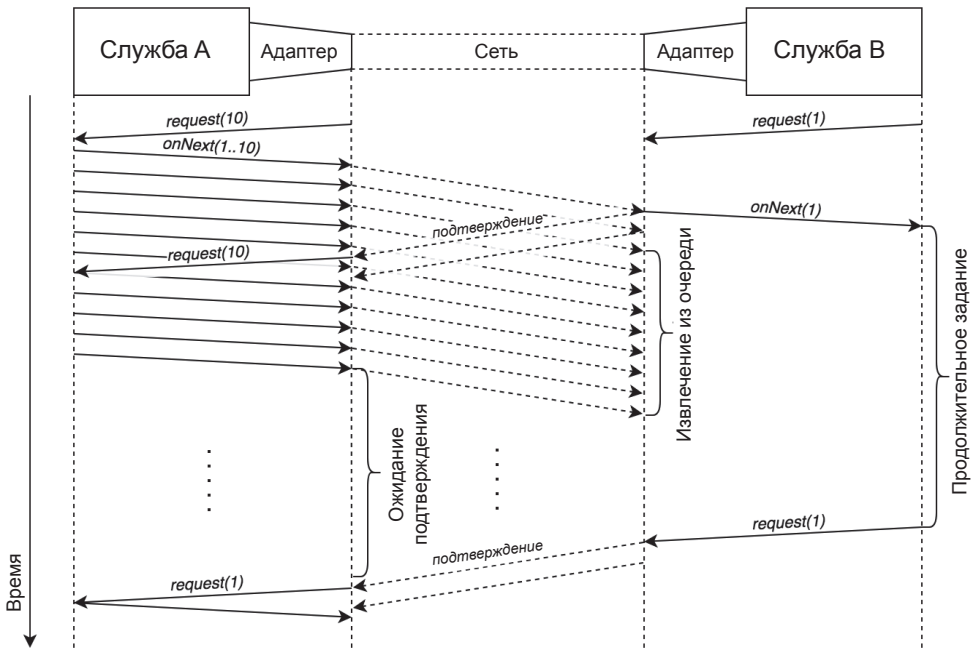 Служба А
Адаптер
Сеть
Адаптер
Служба В
request(10)
request(1)
onNext(1..10)
подтверждение
onNext(1)
request(10)
Извлечение из очереди
Продолжительное задание
Ожидание
подтверждения
request(1)
подтверждение
request(1)
Время